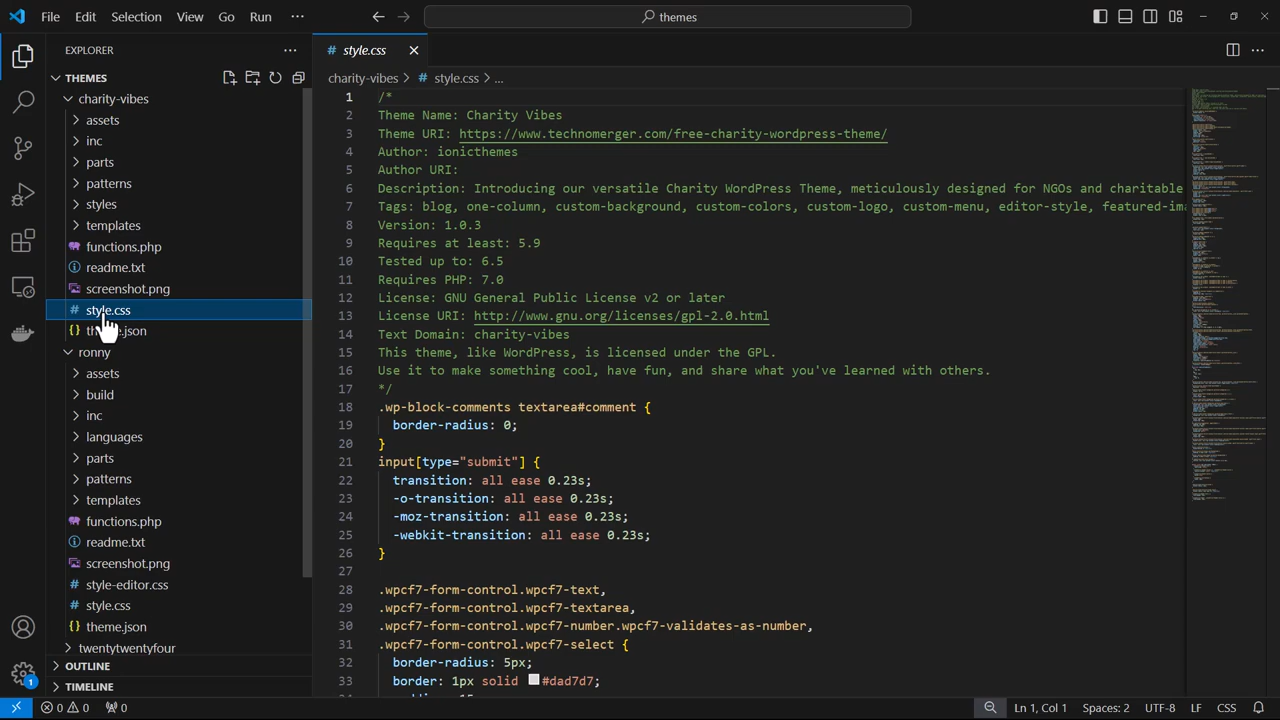 File Edit Selection View Go Run ... themes
EXPLORER
THEMES
charity-vibes
assets
inc
parts
patterns
styles
templates
functions.php
readme.txt
screenshot.png
# style.css
{}
assets
build
inc
languages
parts
patterns
templates
functions.php
readme.txt
screenshot.png
# style-editor.css
# style.css
{} theme.json
twentytwentyfour
OUTLINE
TIMELINE
# style.css
charity-vibes > # style.css > ...
1 /*
2 Theme Name: Charity Vibes
3 Theme URI: https://www.technomerger.com/free-charity-wordpress-theme/
4 Author: ionicthemes
5 Author URI:
6 Description: Introducing our versatile Charity WordPress Theme, meticulously designed for NGOs and charitable
7 Tags: blog, one-column, custom-background, custom-colors, custom-logo, custom-menu, editor-style, featured-ima
8 Version: 1.0.0
9 Requires at least: 5.9
10 Tested up to: 6.5
11 Requires PHP: 7.0
12 License: GNU General Public License v2 or later
13 License URI: http://www.gnu.org/licenses/gpl-2.0.html
14 Text Domain: charity-vibes
15 This theme, like WordPress, is licensed under the GPL.
16 Use it to make something cool, have fun, and share what you've learned with others.
17 */
18 .wp-block-comments textarea#comment {
19 border-radius: 0;
20 }
21 input[type="submit"] {
22 transition: all ease 0.23s;
23 -o-transition: all ease 0.23s;
24 -moz-transition: all ease 0.23s;
25 -webkit-transition: all ease 0.23s;
26 }
27
28 .wpcf7-form-control.wpcf7-text,
29 .wpcf7-form-control.wpcf7-textarea,
30 .wpcf7-form-control.wpcf7-number.wpcf7-validates-as-number,
31 .wpcf7-form-control.wpcf7-select {
32 border-radius: 5px;
33 border: 1px solid #dad7d7;
0 0 0 Ln 1, Col 1 Spaces: 2 UTF-8 LF CSS
1